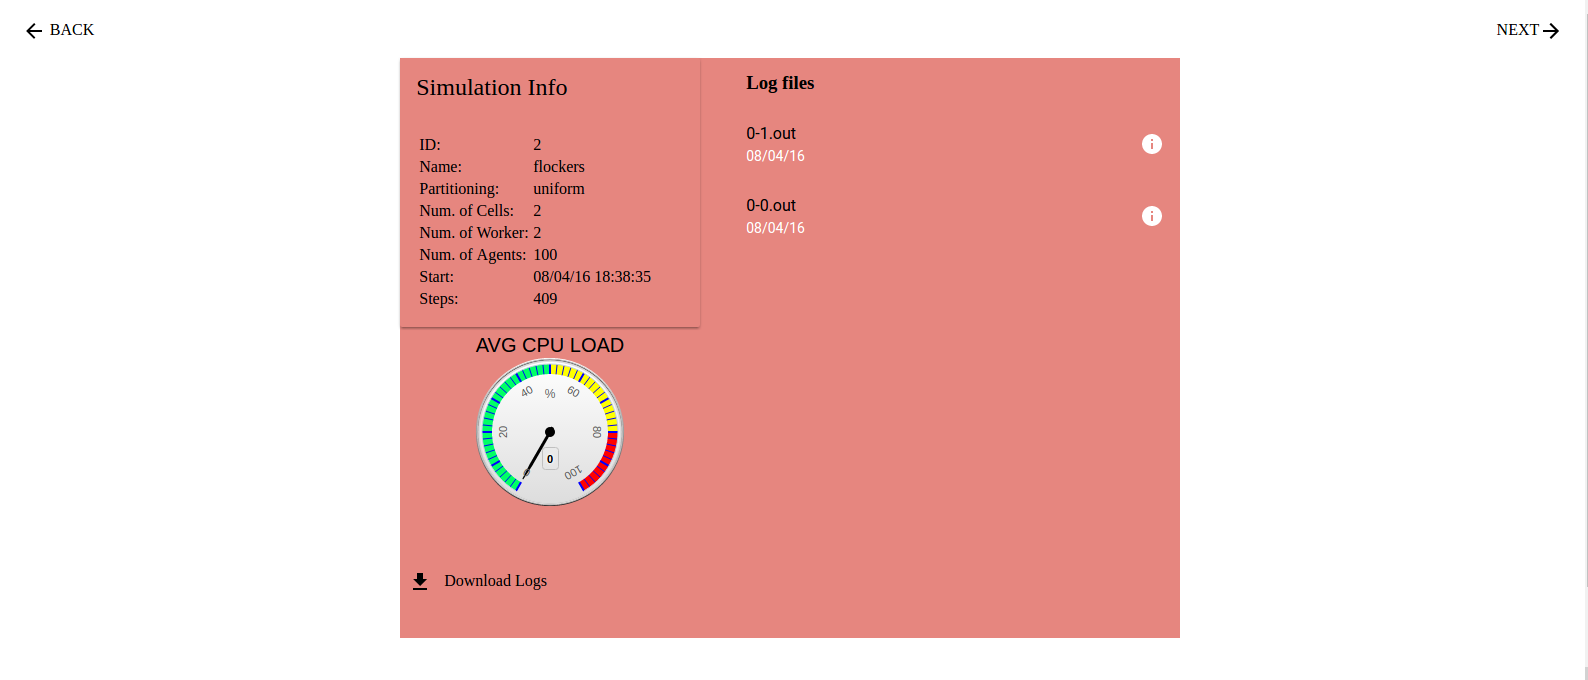 BACK
NEXT
Simulation Info
ID: 2
Name: flockers
Partitioning: uniform
Num. of Cells: 2
Num. of Worker: 2
Num. of Agents: 100
Start: 08/04/16 18:38:35
Steps: 409
Log files
0-1.out
08/04/16
0-0.out
08/04/16
AVG CPU LOAD
0
20
40
%
60
80
100
0
Download Logs